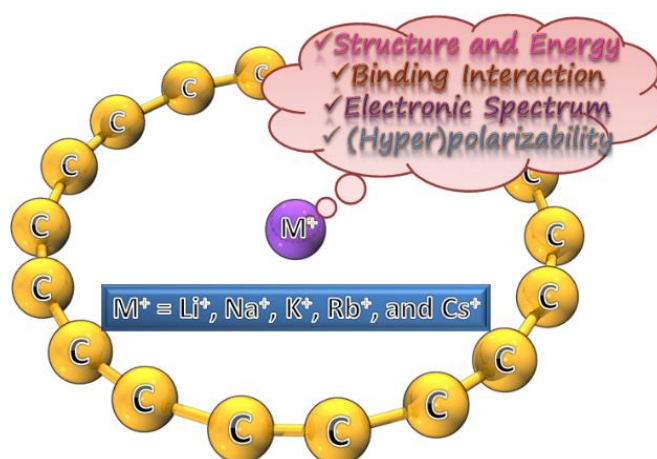 ✓Structure and Energy
✓Binding Interaction
✓Electronic Spectrum
✓ (Hyper)polarizability
C
C
C
C
C
C
M⁺
C
C
C
M⁺ = Li⁺, Na⁺, K⁺, Rb⁺, and Cs⁺
C
C
C
C
C
C